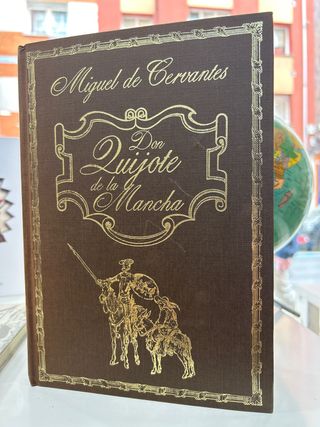 Miguel de Cervantes
Don
Quijote
de la
Mancha